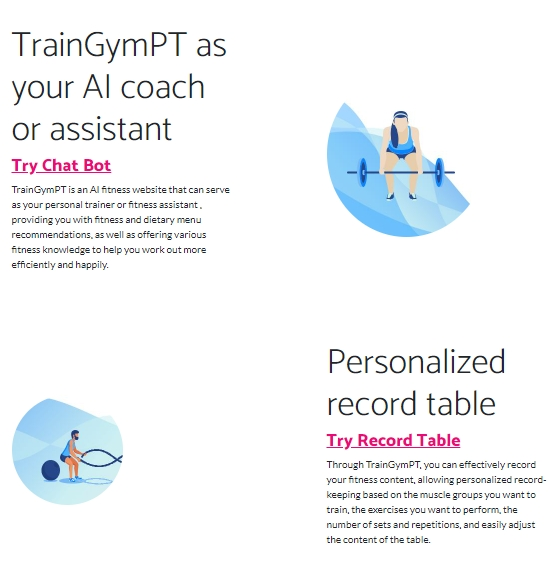 TrainGymPT as
your AI coach
or assistant
Try Chat Bot
TrainGymPT is an AI fitness website that can serve
as your personal trainer or fitness assistant ,
providing you with fitness and dietary menu
recommendations, as well as offering various
fitness knowledge to help you work out more
efficiently and happily.
Personalized
record table
Try Record Table
Through TrainGymPT, you can effectively record
your fitness content, allowing personalized record-
keeping based on the muscle groups you want to
train, the exercises you want to perform, the
number of sets and repetitions, and easily adjust
the content of the table.